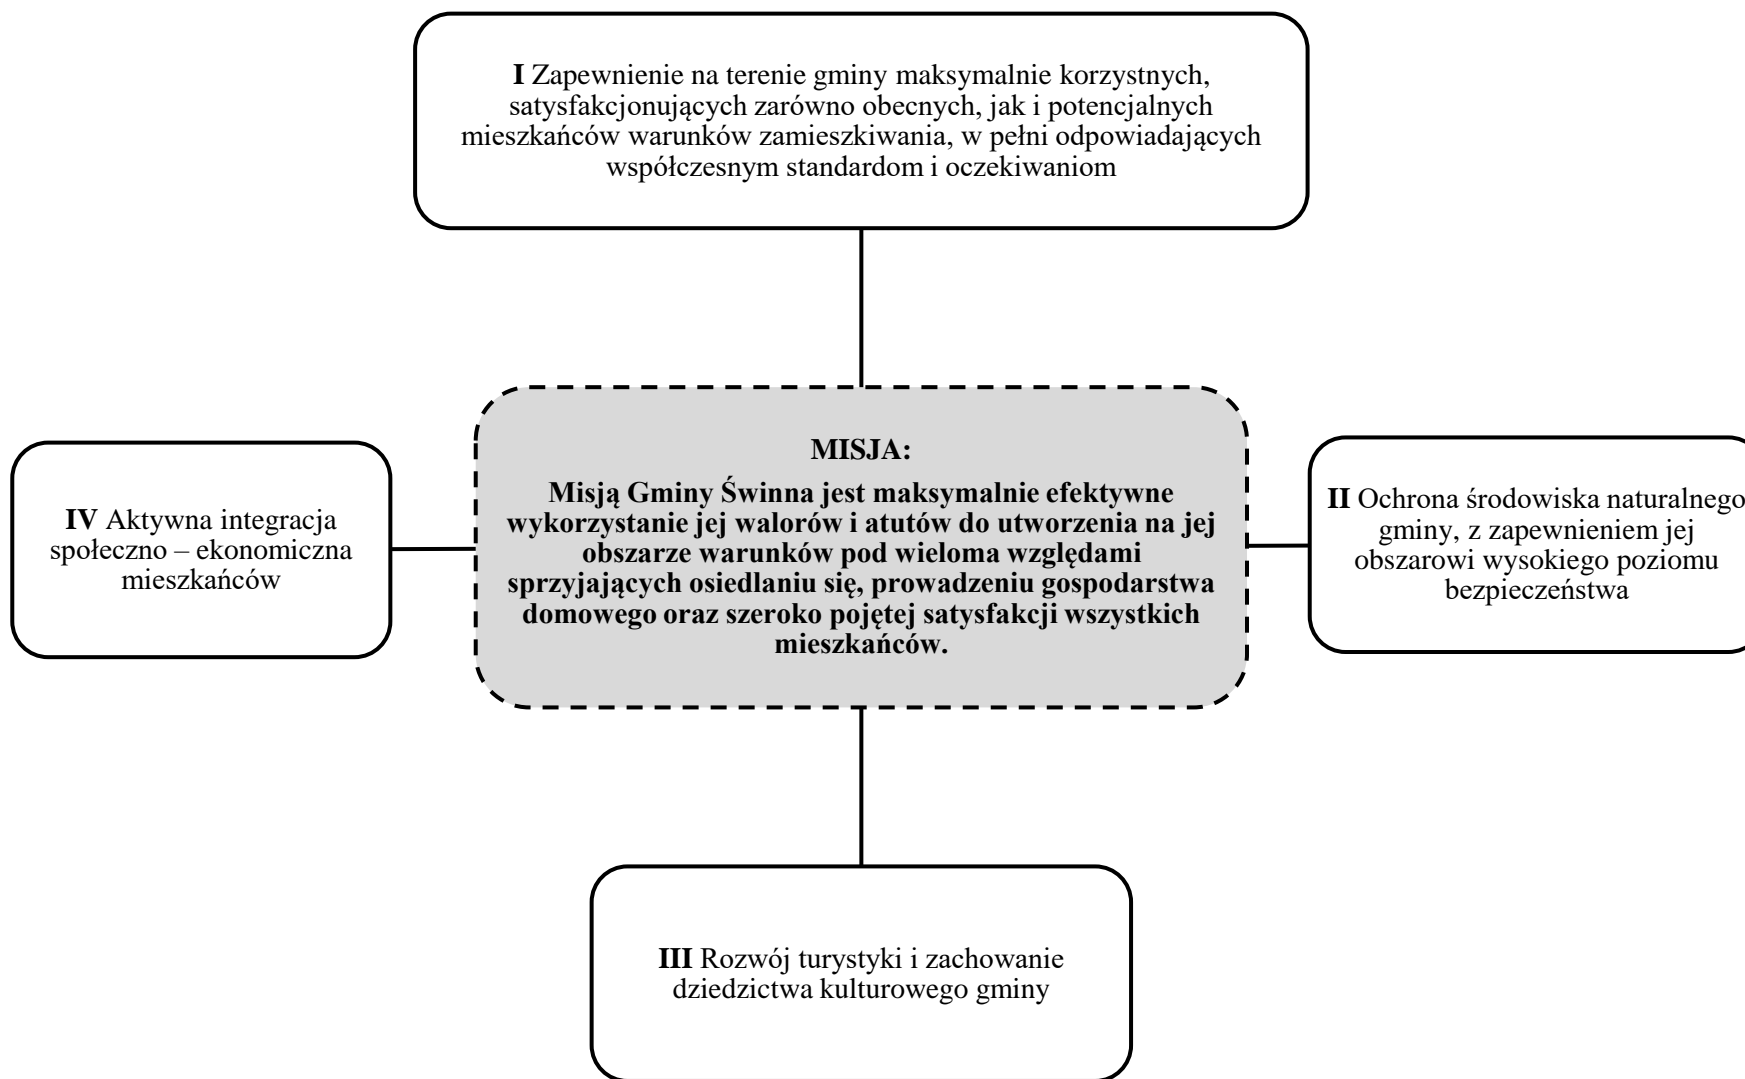 I Zapewnienie na terenie gminy maksymalnie korzystnych,
satysfakcjonujących zarówno obecnych, jak i potencjalnych
mieszkańców warunków zamieszkiwania, w pełni odpowiadających
współczesnym standardom i oczekiwaniom
MISJA:
Misją Gminy Świnna jest maksymalnie efektywne
wykorzystanie jej walorów i atutów do utworzenia na jej
obszarze warunków pod wieloma względami
sprzyjających osiedlaniu się, prowadzeniu gospodarstwa
domowego oraz szeroko pojętej satysfakcji wszystkich
mieszkańców.
II Ochrona środowiska naturalnego
gminy, z zapewnieniem jej
obszarowi wysokiego poziomu
bezpieczeństwa
III Rozwój turystyki i zachowanie
dziedzictwa kulturowego gminy
IV Aktywna integracja
społeczno – ekonomiczna
mieszkańców